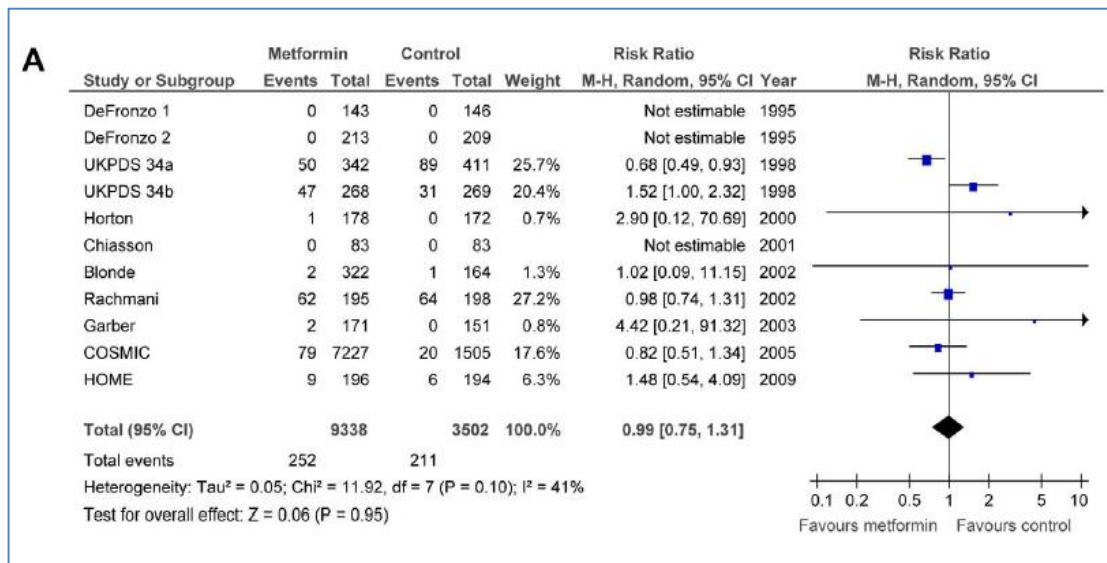 A
Metformin Control Risk Ratio Risk Ratio
Study or Subgroup Events Total Events Total Weight M-H, Random, 95% CI Year M-H, Random, 95% CI
DeFronzo 1 0 143 0 146 Not estimable 1995
DeFronzo 2 0 213 0 209 Not estimable 1995
UKPDS 34a 50 342 89 411 25.7% 0.68 [0.49, 0.93] 1998
UKPDS 34b 47 268 31 269 20.4% 1.52 [1.00, 2.32] 1998
Horton 1 178 0 172 0.7% 2.90 [0.12, 70.69] 2000
Chiasson 0 83 0 83 Not estimable 2001
Blonde 2 322 1 164 1.3% 1.02 [0.09, 11.15] 2002
Rachmani 62 195 64 198 27.2% 0.98 [0.74, 1.31] 2002
Garber 2 171 0 151 0.8% 4.42 [0.21, 91.32] 2003
COSMIC 79 7227 20 1505 17.6% 0.82 [0.51, 1.34] 2005
HOME 9 196 6 194 6.3% 1.48 [0.54, 4.09] 2009
Total (95% CI) 9338 3502 100.0% 0.99 [0.75, 1.31]
Total events 252 211
Heterogeneity: Tau² = 0.05; Chi² = 11.92, df = 7 (P = 0.10); I² = 41%
Test for overall effect: Z = 0.06 (P = 0.95)
0.1 0.2 0.5 1 2 5 10
Favours metformin Favours control